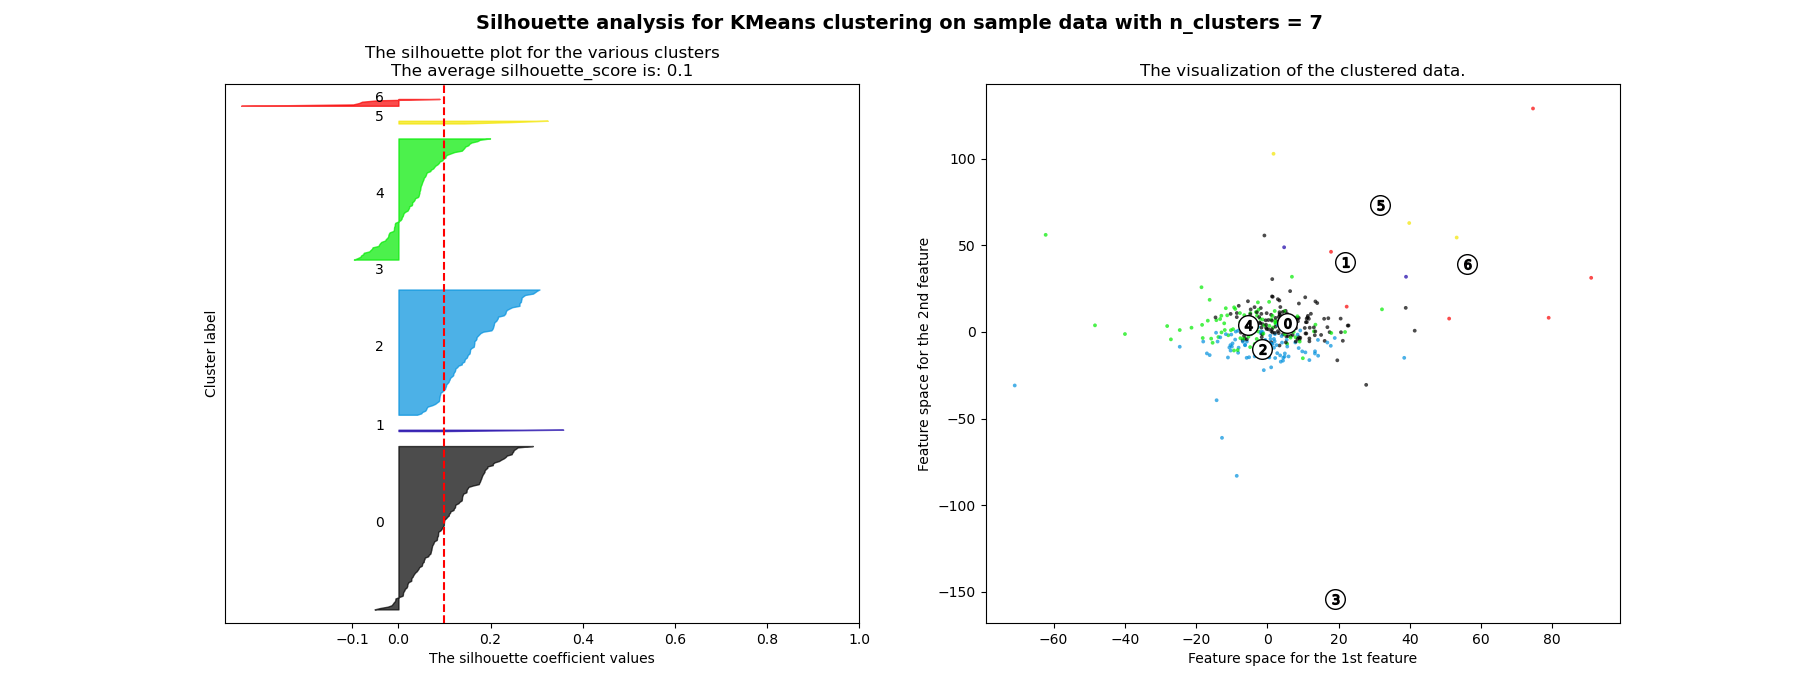 Silhouette analysis for KMeans clustering on sample data with n_clusters = 7
The silhouette plot for the various clusters
The average silhouette_score is: 0.1
6
5
4
3
2
1
0
Cluster label
−0.1 0.0 0.2 0.4 0.6 0.8 1.0
The silhouette coefficient values
The visualization of the clustered data.
100
50
0
−50
−100
−150
Feature space for the 2nd feature
5
1
6
4
0
2
3
−60 −40 −20 0 20 40 60 80
Feature space for the 1st feature